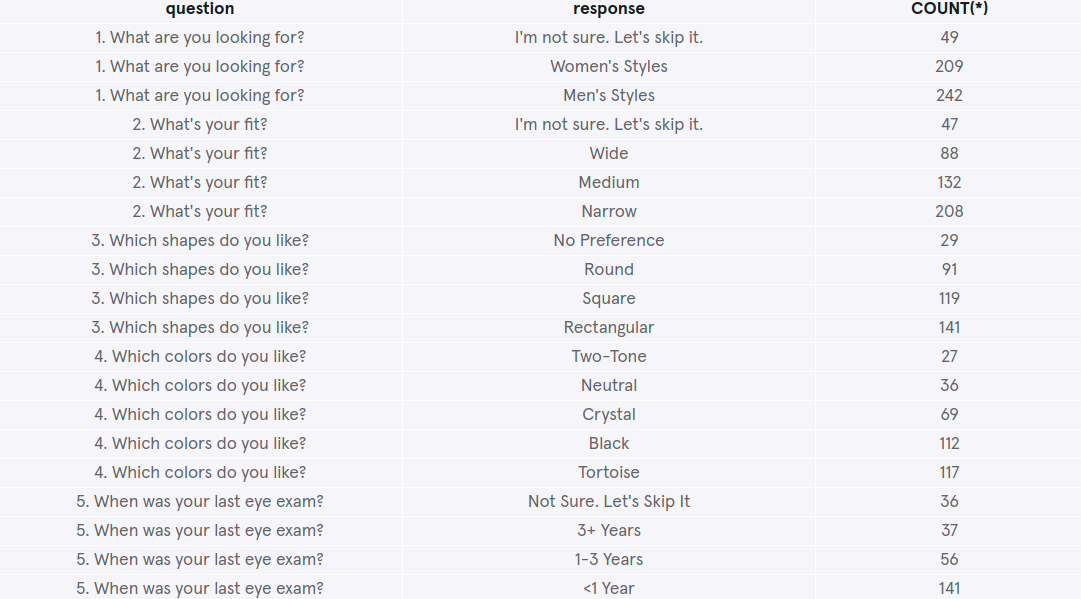 question response COUNT(*)
1. What are you looking for? I'm not sure. Let's skip it. 49
1. What are you looking for? Women's Styles 209
1. What are you looking for? Men's Styles 242
2. What's your fit? I'm not sure. Let's skip it. 47
2. What's your fit? Wide 88
2. What's your fit? Medium 132
2. What's your fit? Narrow 208
3. Which shapes do you like? No Preference 29
3. Which shapes do you like? Round 91
3. Which shapes do you like? Square 119
3. Which shapes do you like? Rectangular 141
4. Which colors do you like? Two-Tone 27
4. Which colors do you like? Neutral 36
4. Which colors do you like? Crystal 69
4. Which colors do you like? Black 112
4. Which colors do you like? Tortoise 117
5. When was your last eye exam? Not Sure. Let's Skip It 36
5. When was your last eye exam? 3+ Years 37
5. When was your last eye exam? 1-3 Years 56
5. When was your last eye exam? <1 Year 141